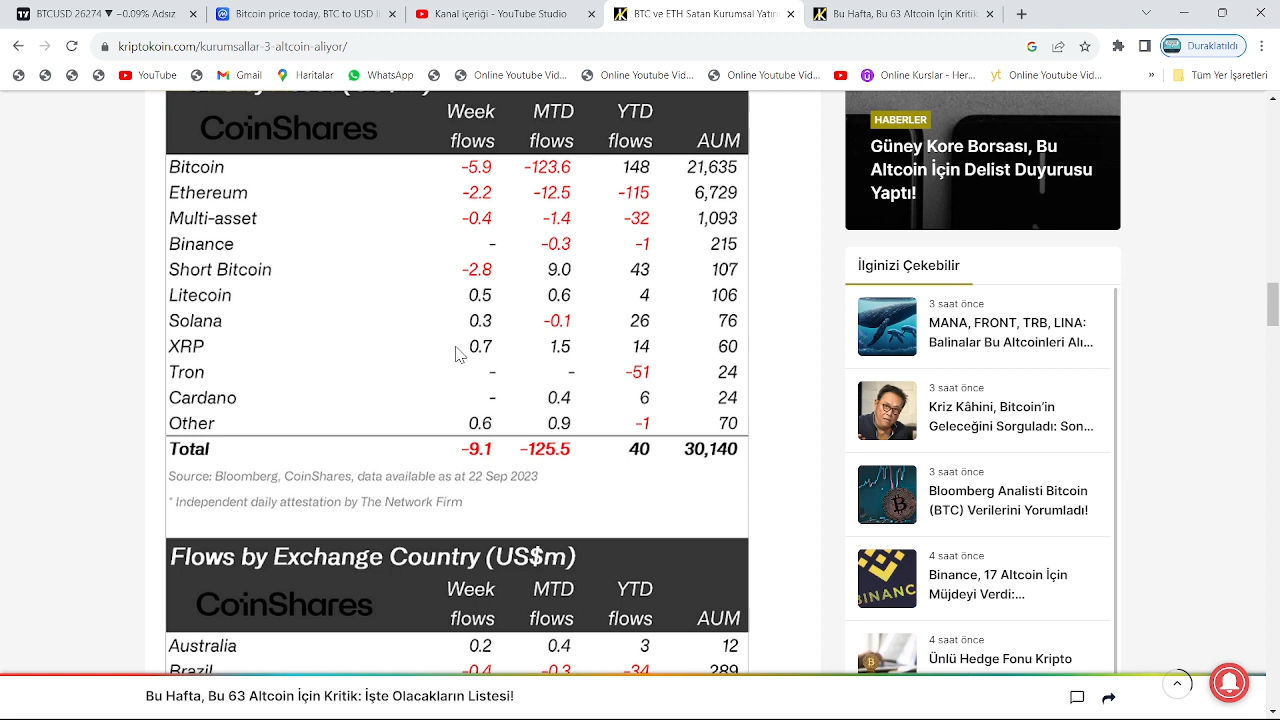 BTCUSD 26274 ▼ −0.09% Adsız
Bitcoin price today, BTC to USD li
Kanal içeriği - YouTube
BTC ve ETH Satan Kurumsal Yatırı
Bu Hafta, Bu 63 Altcoin İçin Kritik:
kriptokoin.com/kurumsallar-3-altcoin-aliyor/
Duraklatıldı
YouTube
Gmail
Haritalar
WhatsApp
Online Youtube Vid...
Online Youtube Vid...
Online Youtube Vid...
Online Kurslar - Her...
yt Online Youtube Vid...
»
Tüm Yer İşaretleri
CoinShares
Week flows MTD flows YTD flows AUM
Bitcoin -5.9 -123.6 148 21,635
Ethereum -2.2 -12.5 -115 6,729
Multi-asset -0.4 -1.4 -32 1,093
Binance - -0.3 -1 215
Short Bitcoin -2.8 9.0 43 107
Litecoin 0.5 0.6 4 106
Solana 0.3 -0.1 26 76
XRP 0.7 1.5 14 60
Tron - - -51 24
Cardano - 0.4 6 24
Other 0.6 0.9 -1 70
Total -9.1 -125.5 40 30,140
Source: Bloomberg, CoinShares, data available as at 22 Sep 2023
* Independent daily attestation by The Network Firm
Flows by Exchange Country (US$m)
CoinShares
Week flows MTD flows YTD flows AUM
Australia 0.2 0.4 3 12
Brazil -0.4 -0.3 -34 289
HABERLER
Güney Kore Borsası, Bu
Altcoin İçin Delist Duyurusu
Yaptı!
İlginizi Çekebilir
3 saat önce
MANA, FRONT, TRB, LINA:
Balinalar Bu Altcoinleri Alı...
3 saat önce
Kriz Kâhini, Bitcoin'in
Geleceğini Sorguladı: Son...
3 saat önce
Bloomberg Analisti Bitcoin
(BTC) Verilerini Yorumladı!
4 saat önce
Binance, 17 Altcoin İçin
Müjdeyi Verdi:...
BINANC
4 saat önce
Ünlü Hedge Fonu Kripto
Bu Hafta, Bu 63 Altcoin İçin Kritik: İşte Olacakların Listesi!